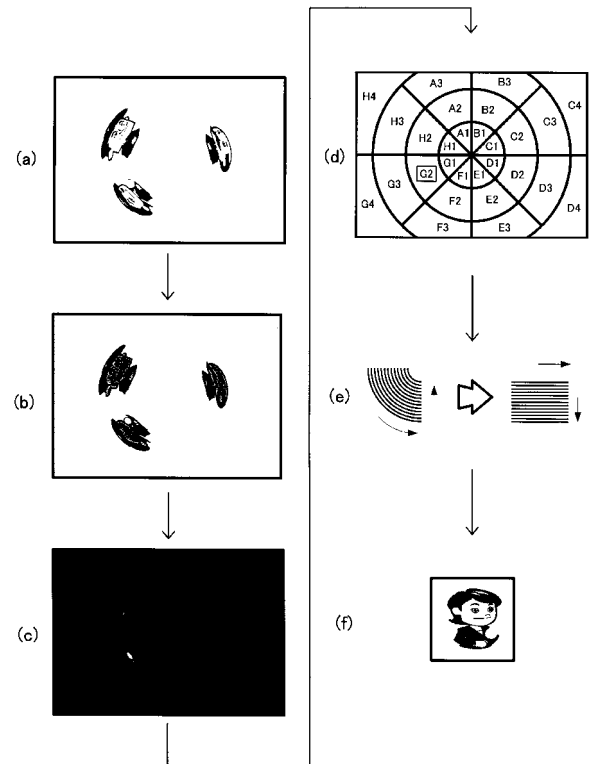 (a)
(b)
(c)
(d)
A3 B3
H4 C4
A2 B2
H3 C3
H2 A1 B1 C2
H1 C1
G1 D1
G3 G2 F1 E1 D2 D3
G4 F2 E2 D4
F3 E3
(e)
(f)